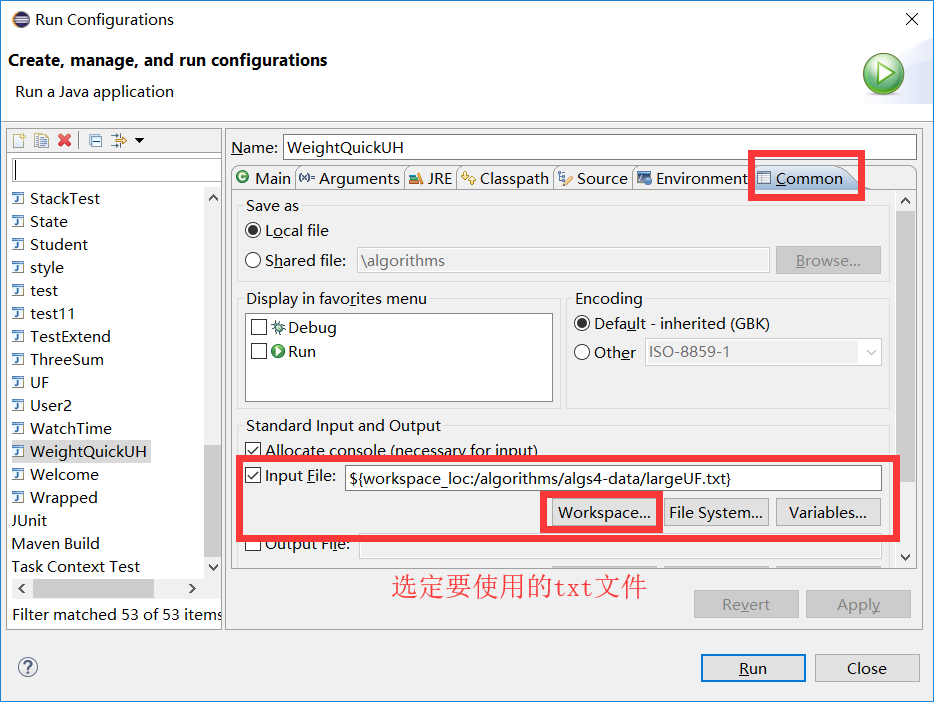 Run Configurations
Create, manage, and run configurations
Run a Java application
StackTest
State
Student
style
test
test11
TestExtend
ThreeSum
UF
User2
WatchTime
WeightQuickUH
Welcome
Wrapped
JUnit
Maven Build
Task Context Test
Filter matched 53 of 53 items
Name: WeightQuickUH
Main Arguments JRE Classpath Source Environment Common
Save as
Local file
Shared file: \algorithms Browse...
Display in favorites menu
Debug
Run
Encoding
Default - inherited (GBK)
Other ISO-8859-1
Standard Input and Output
Allocate console (necessary for input)
Input File: ${workspace_loc:/algorithms/algs4-data/largeUF.txt}
Workspace... File System... Variables...
Output File:
选定要使用的txt文件
Revert Apply
Run Close